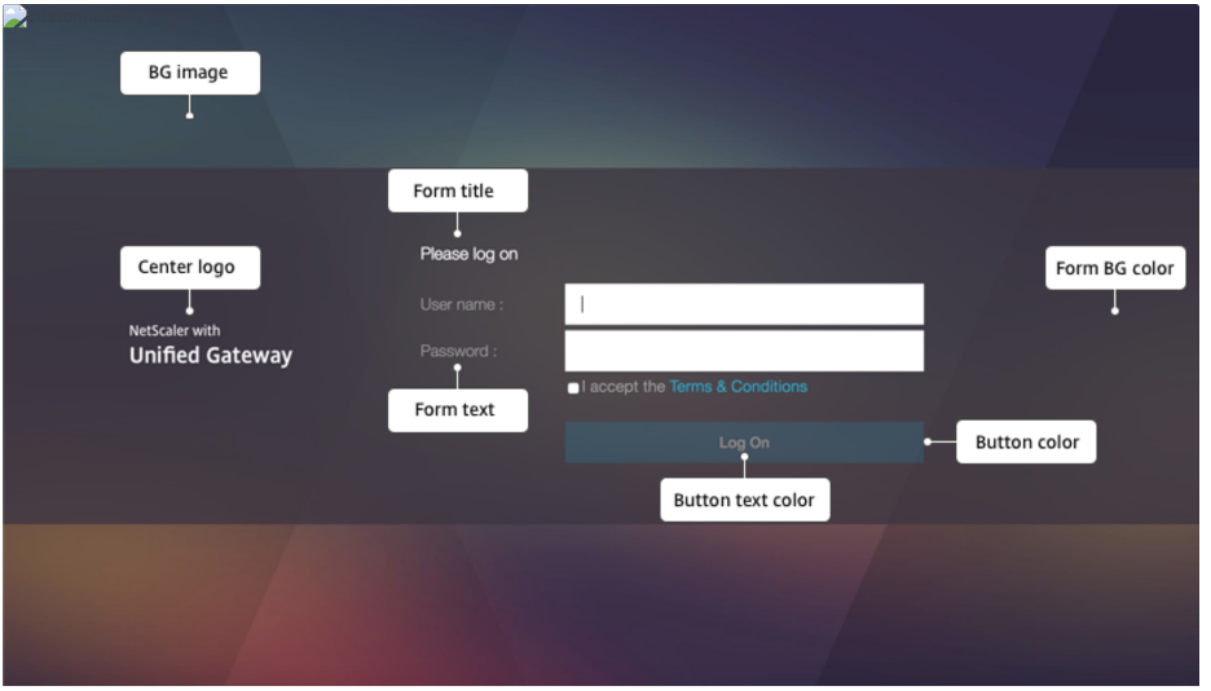 BG image
Form title
Please log on
Center logo
Form BG color
User name :
NetScaler with
Unified Gateway
Password :
I accept the Terms & Conditions
Form text
Log On
Button color
Button text color